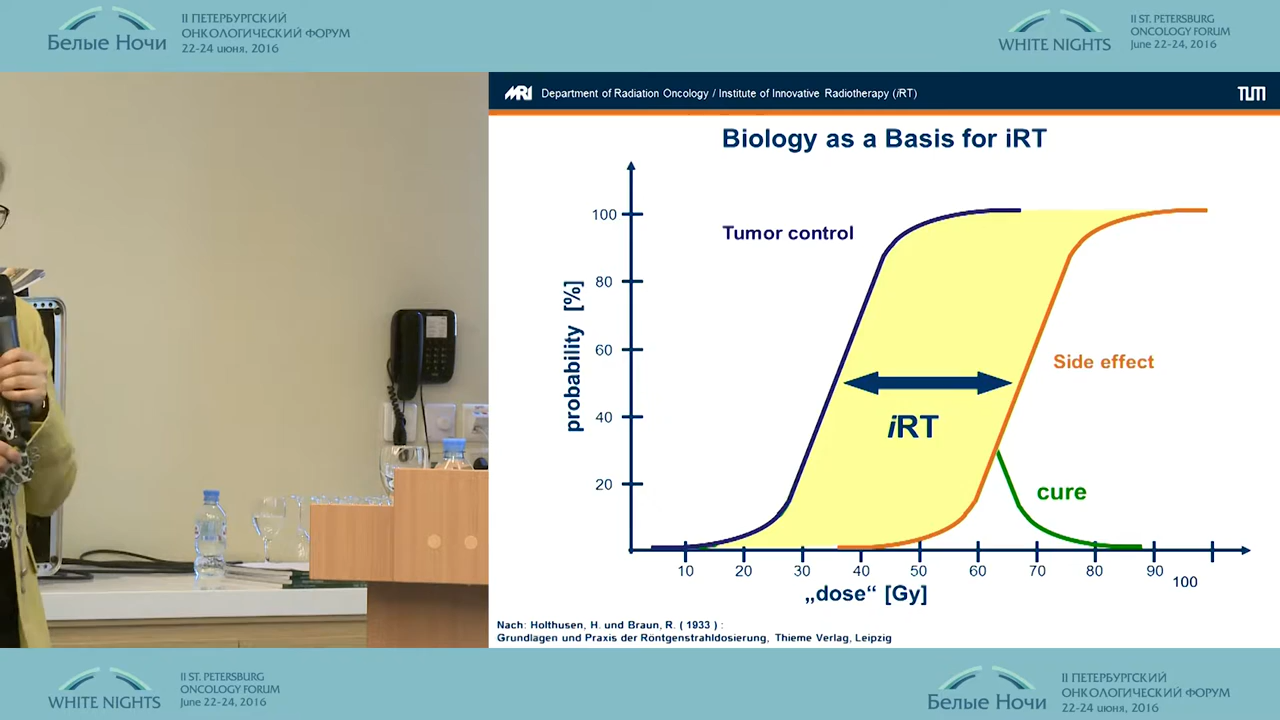 II ПЕТЕРБУРГСКИЙ
ОНКОЛОГИЧЕСКИЙ ФОРУМ
Белые Ночи
22-24 июня, 2016
II ST. PETERSBURG
ONCOLOGY FORUM
WHITE NIGHTS
June 22-24, 2016
MRI Department of Radiation Oncology / Institute of Innovative Radiotherapy (iRT) TUM
Biology as a Basis for iRT
100
80
60
40
20
probability [%]
Tumor control
Side effect
iRT
cure
10 20 30 40 50 60 70 80 90 100
„dose“ [Gy]
Nach: Holthusen, H. und Braun, R. ( 1933 ) :
Grundlagen und Praxis der Röntgenstrahldosierung, Thieme Verlag, Leipzig
II ST. PETERSBURG
ONCOLOGY FORUM
WHITE NIGHTS
June 22-24, 2016
II ПЕТЕРБУРГСКИЙ
ОНКОЛОГИЧЕСКИЙ ФОРУМ
Белые Ночи
22-24 июня, 2016